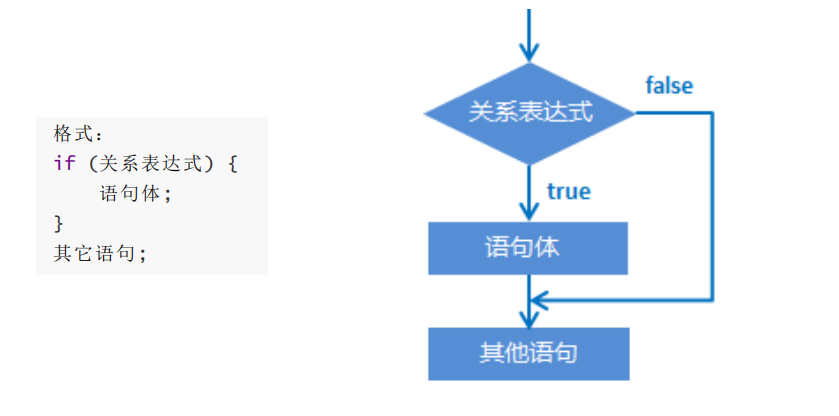 格式：
if (关系表达式) {
    语句体;
}
其它语句;
关系表达式
false
true
语句体
其他语句